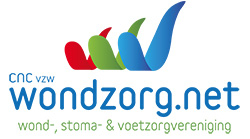 cnc vzw
wondzorg.net
wond-, stoma- & voetzorgvereniging